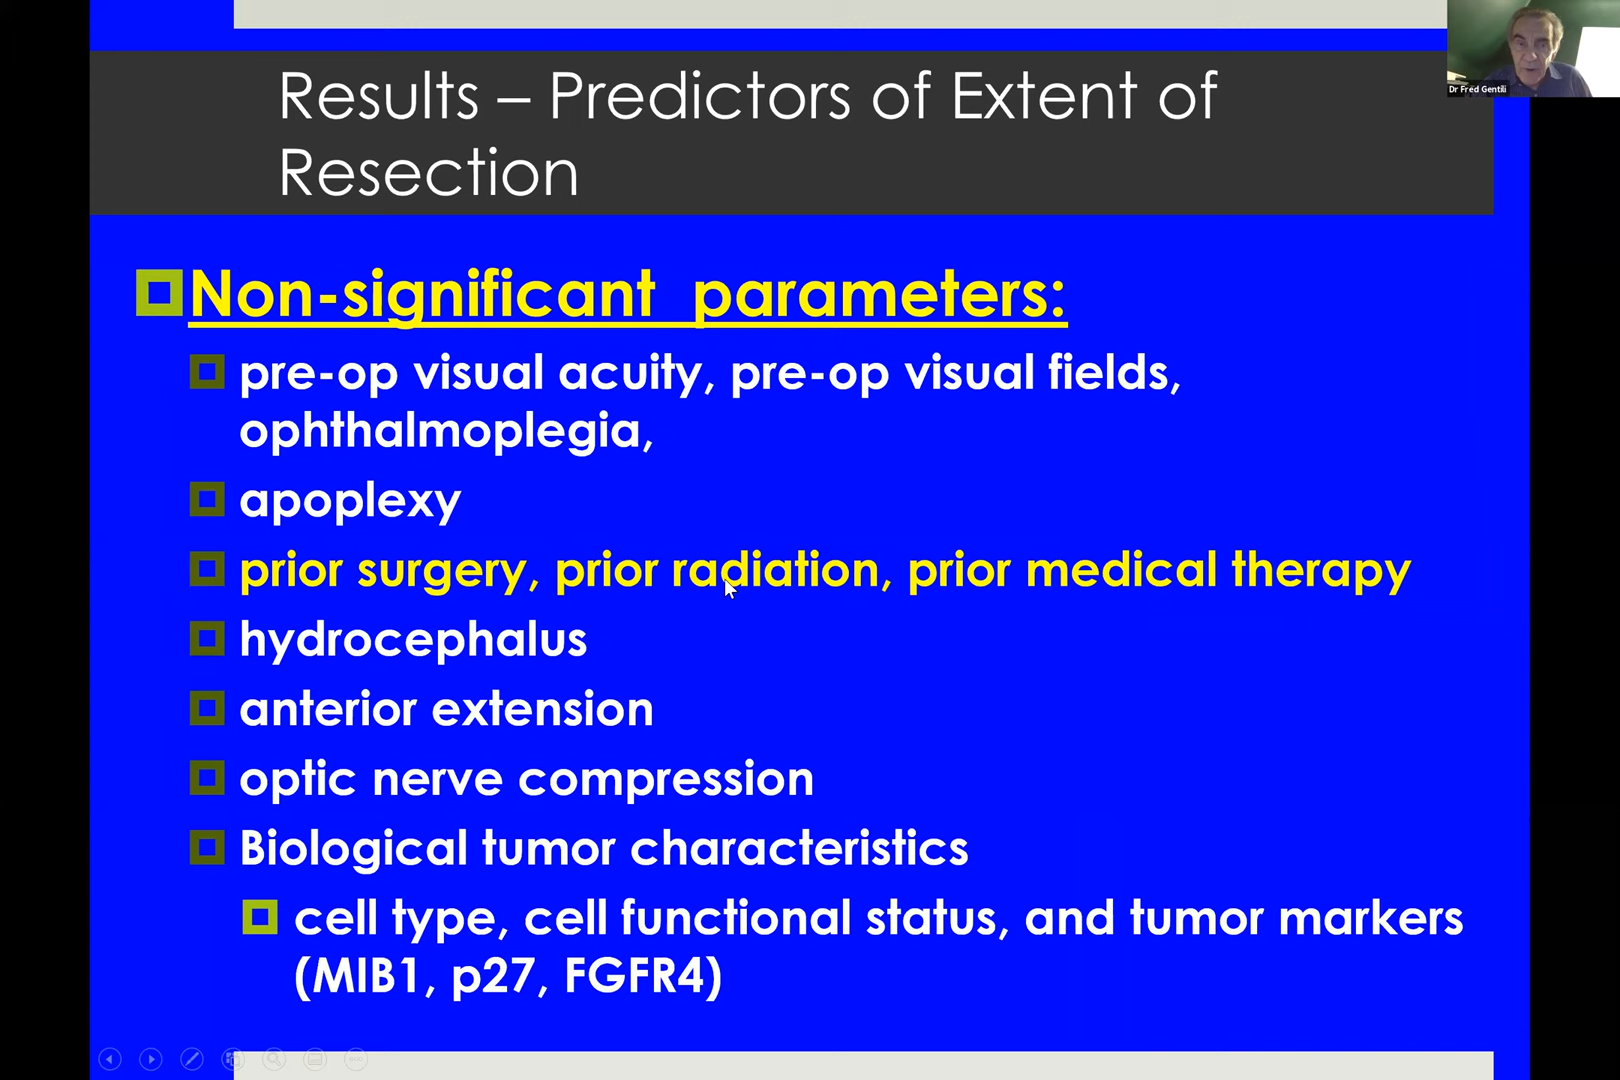 Dr Fred Gentili
Results – Predictors of Extent of
Resection
Non-significant parameters:
pre-op visual acuity, pre-op visual fields,
ophthalmoplegia,
apoplexy
prior surgery, prior radiation, prior medical therapy
hydrocephalus
anterior extension
optic nerve compression
Biological tumor characteristics
cell type, cell functional status, and tumor markers
(MIB1, p27, FGFR4)